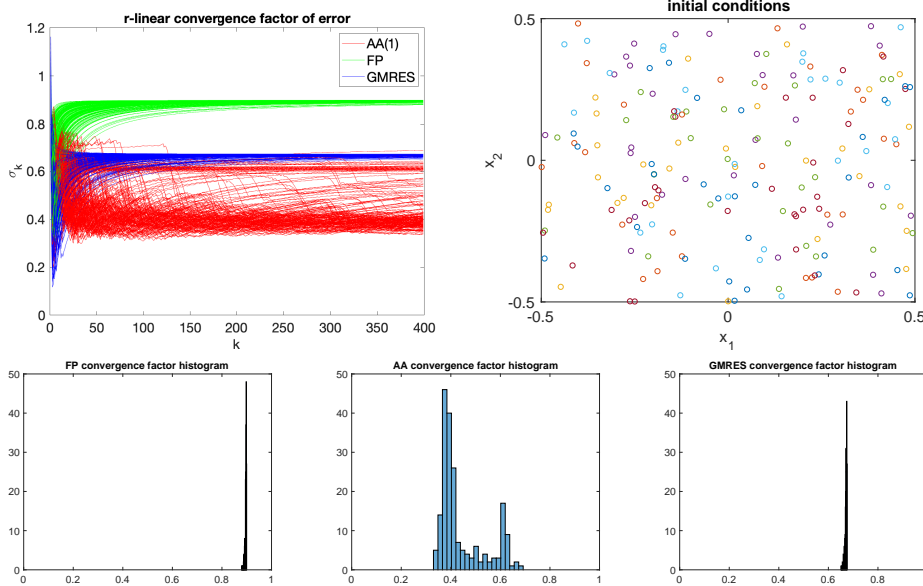 r-linear convergence factor of error
1.2
1
0.8
0.6
0.4
0.2
0
σk
0 50 100 150 200 250 300 350 400
k
AA(1)
FP
GMRES
initial conditions
0.5
0
-0.5
x2
-0.5 0 0.5
x1
FP convergence factor histogram
50
40
30
20
10
0
0 0.2 0.4 0.6 0.8 1
AA convergence factor histogram
50
40
30
20
10
0
0 0.2 0.4 0.6 0.8 1
GMRES convergence factor histogram
50
40
30
20
10
0
0 0.2 0.4 0.6 0.8